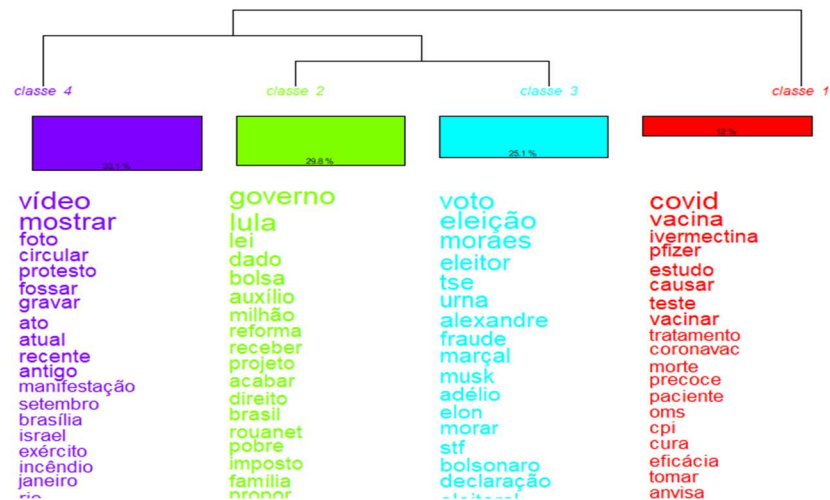 classe 4
classe 2
classe 3
classe 1
33.1 %
29.8 %
25.1 %
12 %
vídeo
mostrar
foto
circular
protesto
fossar
gravar
ato
atual
recente
antigo
manifestação
setembro
brasília
israel
exército
incêndio
janeiro
rio
governo
lula
lei
dado
bolsa
auxílio
milhão
reforma
receber
projeto
acabar
direito
brasil
rouanet
pobre
imposto
família
propor
voto
eleição
moraes
eleitor
tse
urna
alexandre
fraude
marçal
musk
adélio
elon
morar
stf
bolsonaro
declaração
eleitoral
covid
vacina
ivermectina
pfizer
estudo
causar
teste
vacinar
tratamento
coronavac
morte
precoce
paciente
oms
cpi
cura
eficácia
tomar
anvisa